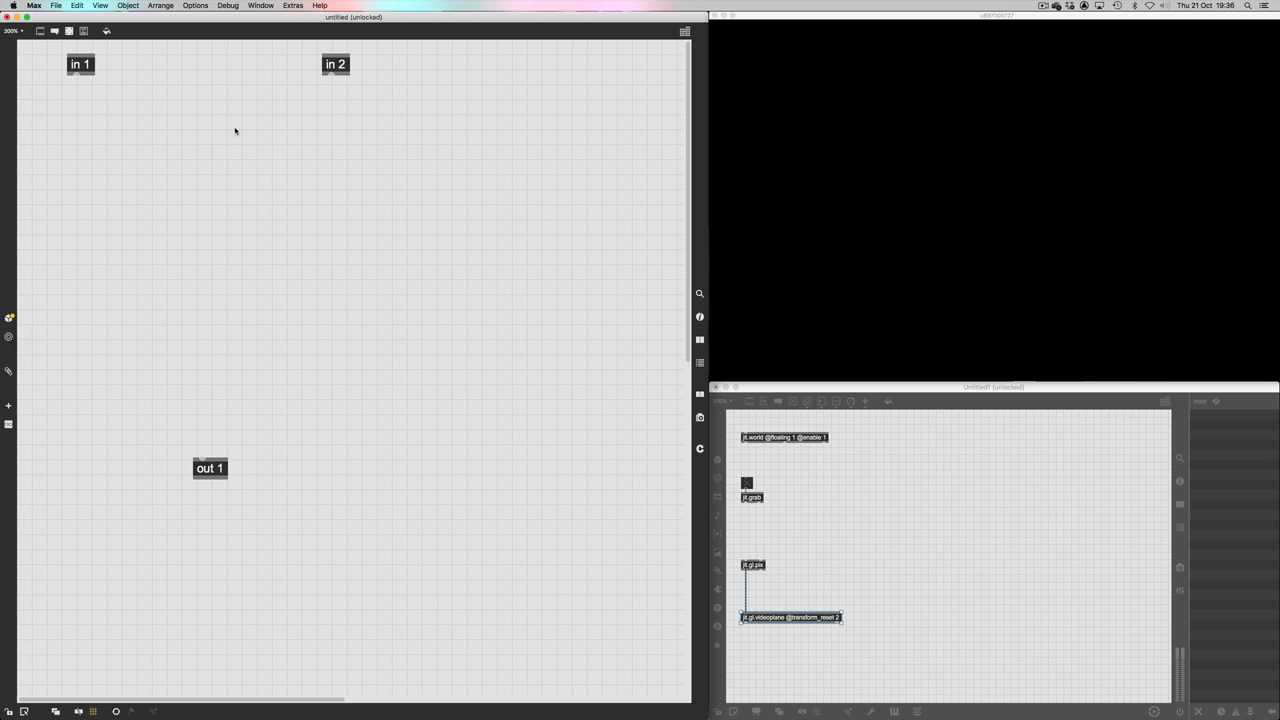 Max File Edit View Object Arrange Options Debug Window Extras Help
Thu 21 Oct 19:36
untitled (unlocked)
200%
in 1
in 2
out 1
Untitled1 (unlocked)
100%
max
jit.world @floating 1 @enable 1
jit.grab
jit.gl.pix
jit.gl.videoplane @transform_reset 2